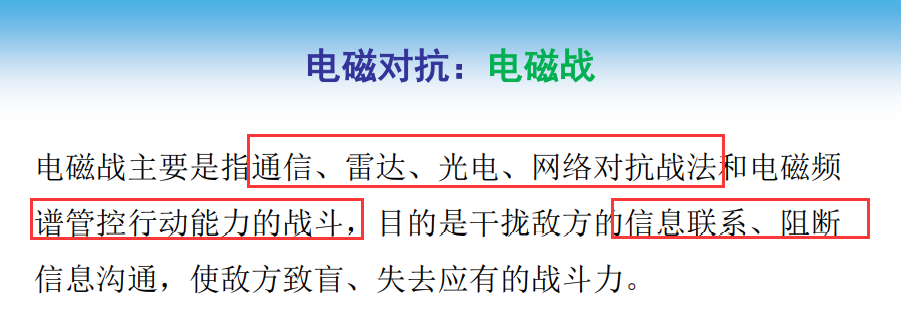 电磁对抗：电磁战
电磁战主要是指通信、雷达、光电、网络对抗战法和电磁频
谱管控行动能力的战斗，目的是干拢敌方的信息联系、阻断
信息沟通，使敌方致盲、失去应有的战斗力。